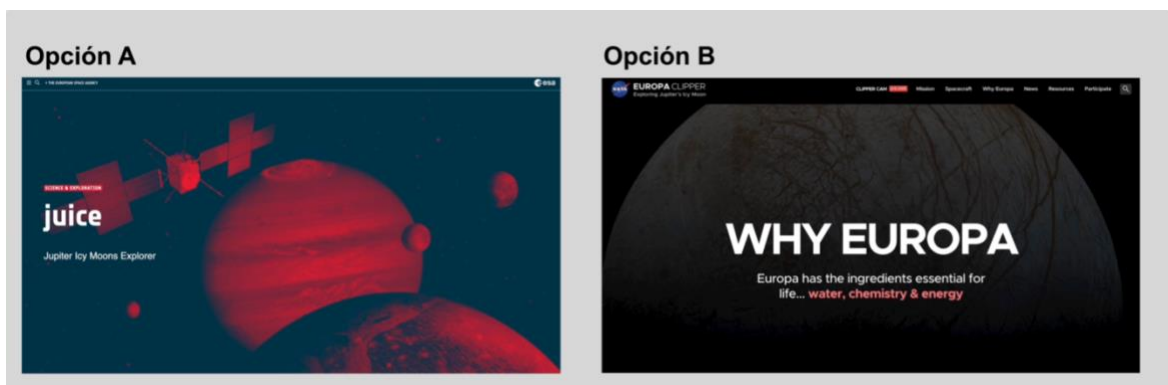 Opción A
THE EUROPEAN SPACE AGENCY
esa
SCIENCE & EXPLORATION
juice
Jupiter Icy Moons Explorer
Opción B
NASA
EUROPA CLIPPER
Exploring Jupiter's Icy Moon
CLIPPER CAM Mission Spacecraft Why Europa News Resources Participate
WHY EUROPA
Europa has the ingredients essential for
life... water, chemistry & energy